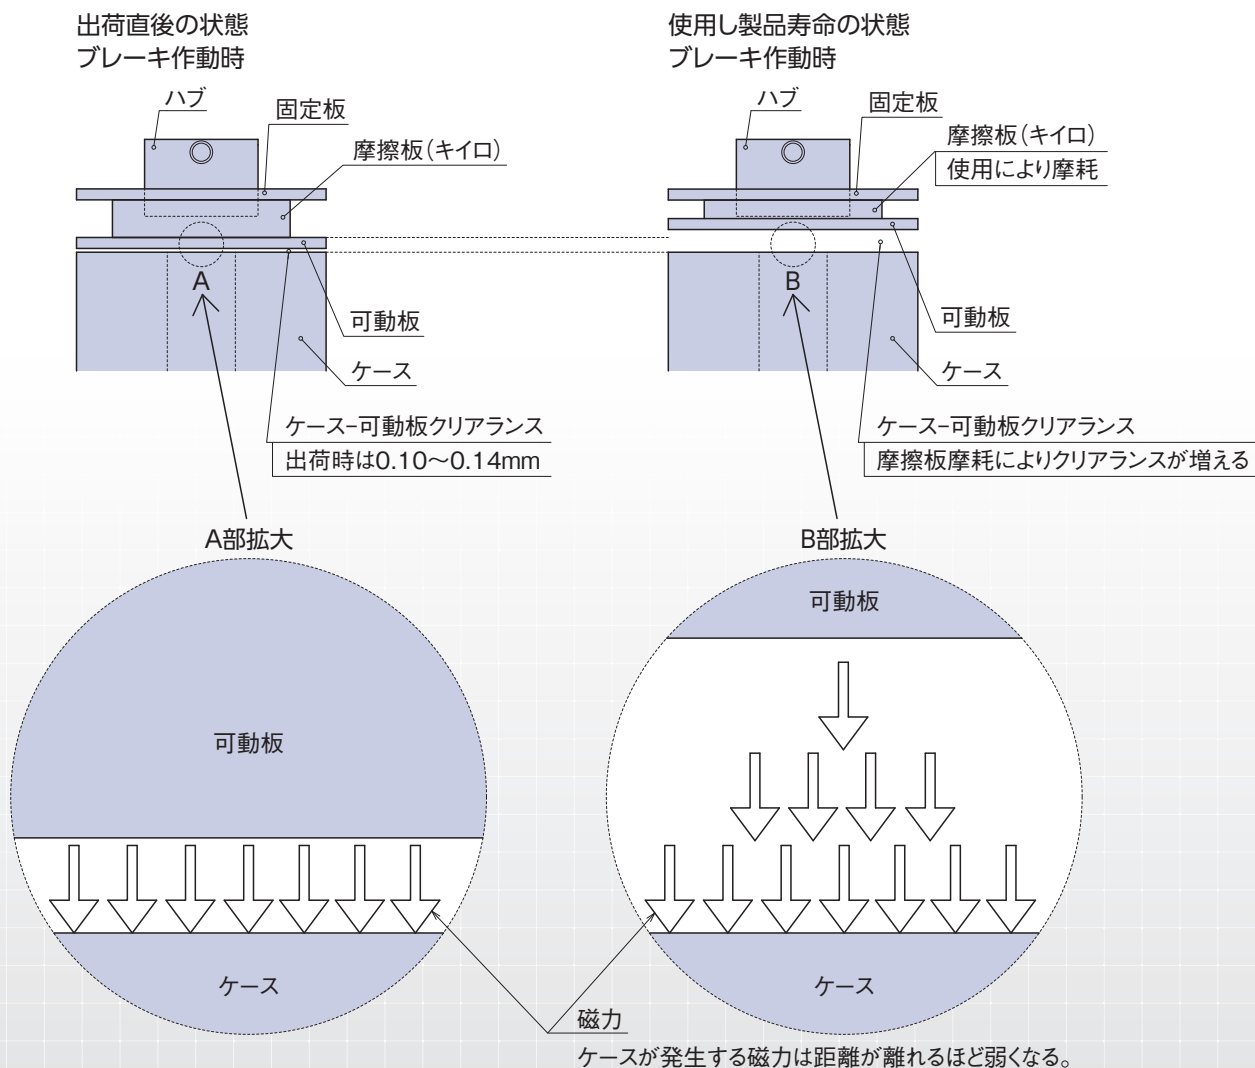 出荷直後の状態
ブレーキ作動時
ハブ
固定板
摩擦板(キイロ)
可動板
ケース
ケース-可動板クリアランス
出荷時は0.10〜0.14mm
A
A部拡大
可動板
ケース
使用し製品寿命の状態
ブレーキ作動時
ハブ
固定板
摩擦板(キイロ)
使用により摩耗
可動板
ケース
ケース-可動板クリアランス
摩擦板摩耗によりクリアランスが増える
B
B部拡大
可動板
ケース
磁力
ケースが発生する磁力は距離が離れるほど弱くなる。